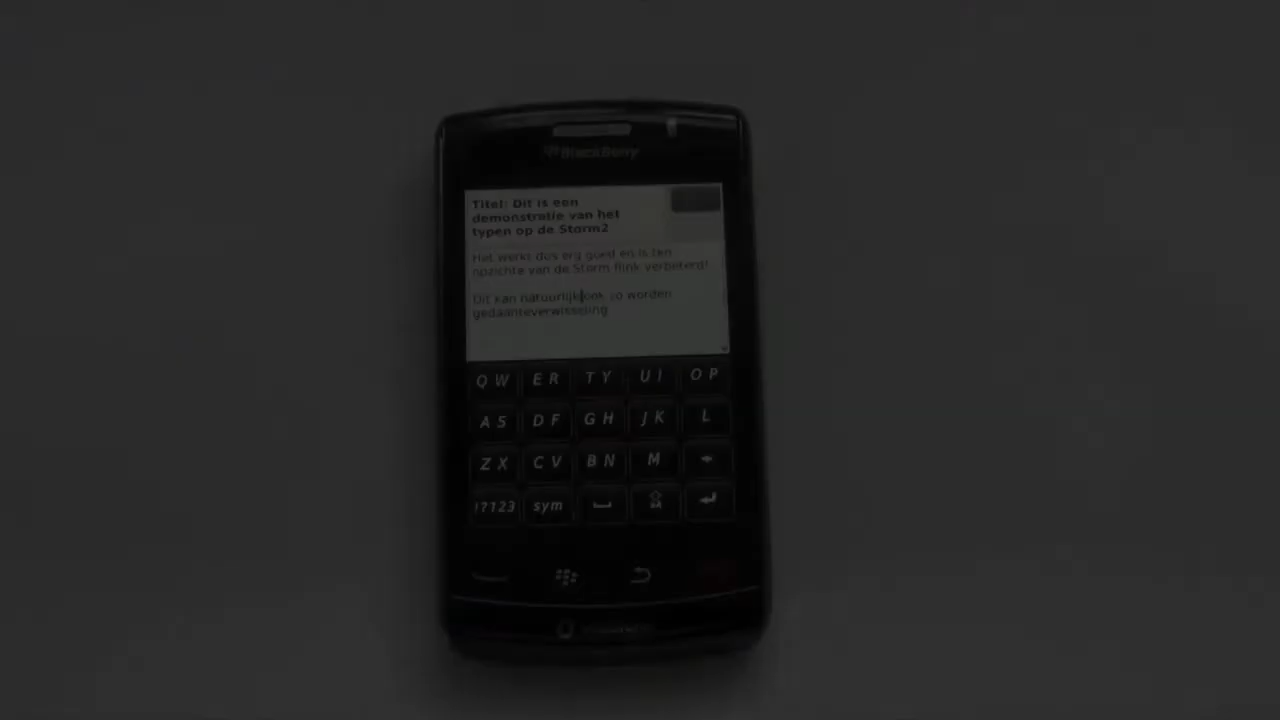 BlackBerry
Titel: Dit is een
demonstratie van het
typen op de Storm2
Het werkt dus erg goed en is ten
opzichte van de Storm flink verbeterd!
Dit kan natuurlijk ook zo worden
gedaanteverwisseling
Q W E R T Y U I O P
A S D F G H J K L
Z X C V B N M
!?123 sym